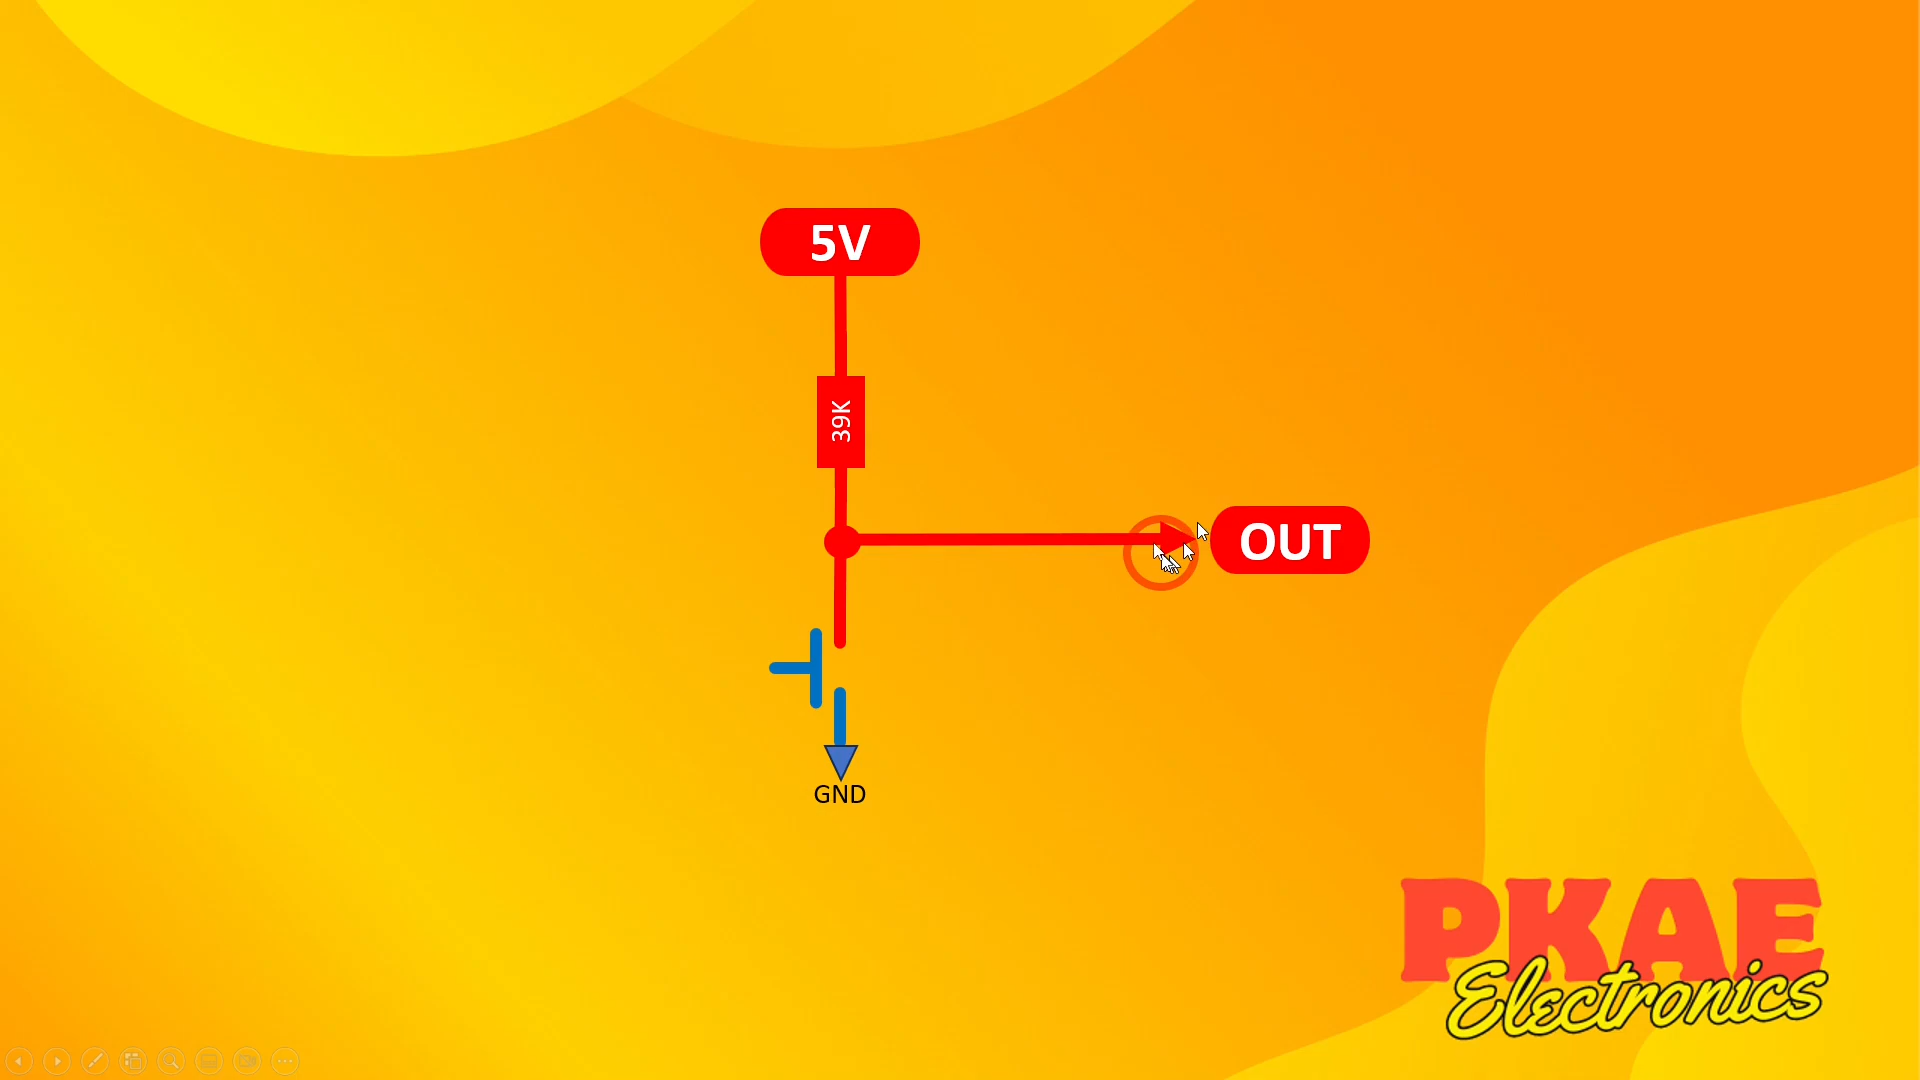 5V
39K
OUT
GND
PKAE
Electronics